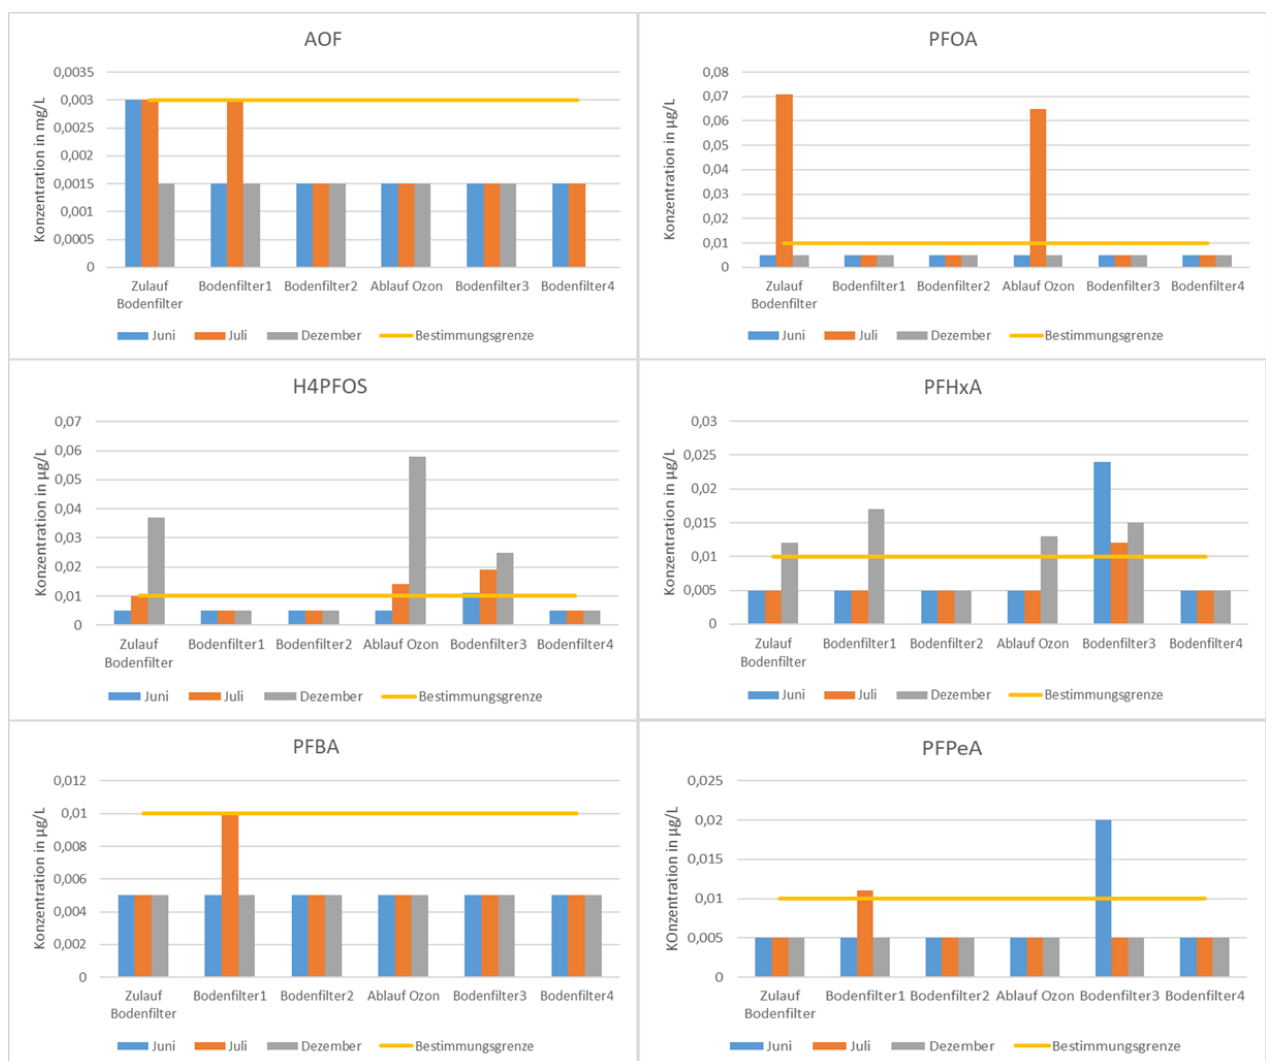 AOF
Konzentration in mg/L
0,0035
0,003
0,0025
0,002
0,0015
0,001
0,0005
0
Zulauf Bodenfilter
Bodenfilter1
Bodenfilter2
Ablauf Ozon
Bodenfilter3
Bodenfilter4
Juni
Juli
Dezember
Bestimmungsgrenze
PFOA
Konzentration in µg/L
0,08
0,07
0,06
0,05
0,04
0,03
0,02
0,01
0
Zulauf
Bodenfilter
Bodenfilter1
Bodenfilter2
Ablauf Ozon
Bodenfilter3
Bodenfilter4
Juni
Juli
Dezember
Bestimmungsgrenze
H4PFOS
Konzentration in µg/L
0,07
0,06
0,05
0,04
0,03
0,02
0,01
0
Zulauf
Bodenfilter
Bodenfilter1
Bodenfilter2
Ablauf Ozon
Bodenfilter3
Bodenfilter4
Juni
Juli
Dezember
Bestimmungsgrenze
PFHxA
Konzentration in µg/L
0,03
0,025
0,02
0,015
0,01
0,005
0
Zulauf
Bodenfilter
Bodenfilter1
Bodenfilter2
Ablauf Ozon
Bodenfilter3
Bodenfilter4
Juni
Juli
Dezember
Bestimmungsgrenze
PFBA
Konzentration in µg/L
0,012
0,01
0,008
0,006
0,004
0,002
0
Zulauf
Bodenfilter
Bodenfilter1
Bodenfilter2
Ablauf Ozon
Bodenfilter3
Bodenfilter4
Juni
Juli
Dezember
Bestimmungsgrenze
PFPeA
KOnzentration in µg/L
0,025
0,02
0,015
0,01
0,005
0
Zulauf
Bodenfilter
Bodenfilter1
Bodenfilter2
Ablauf Ozon
Bodenfilter3
Bodenfilter4
Juni
Juli
Dezember
Bestimmungsgrenze